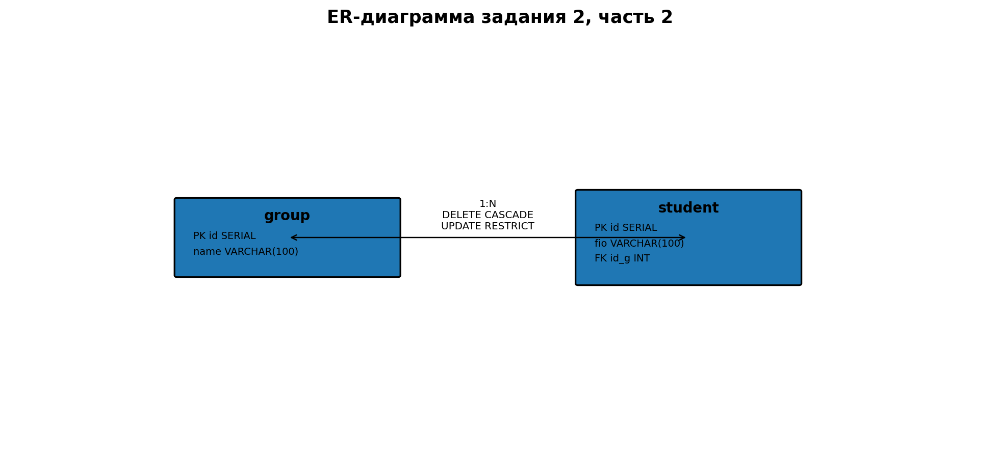 ER-диаграмма задания 2, часть 2
group
PK id SERIAL
name VARCHAR(100)
1:N
DELETE CASCADE
UPDATE RESTRICT
student
PK id SERIAL
fio VARCHAR(100)
FK id_g INT